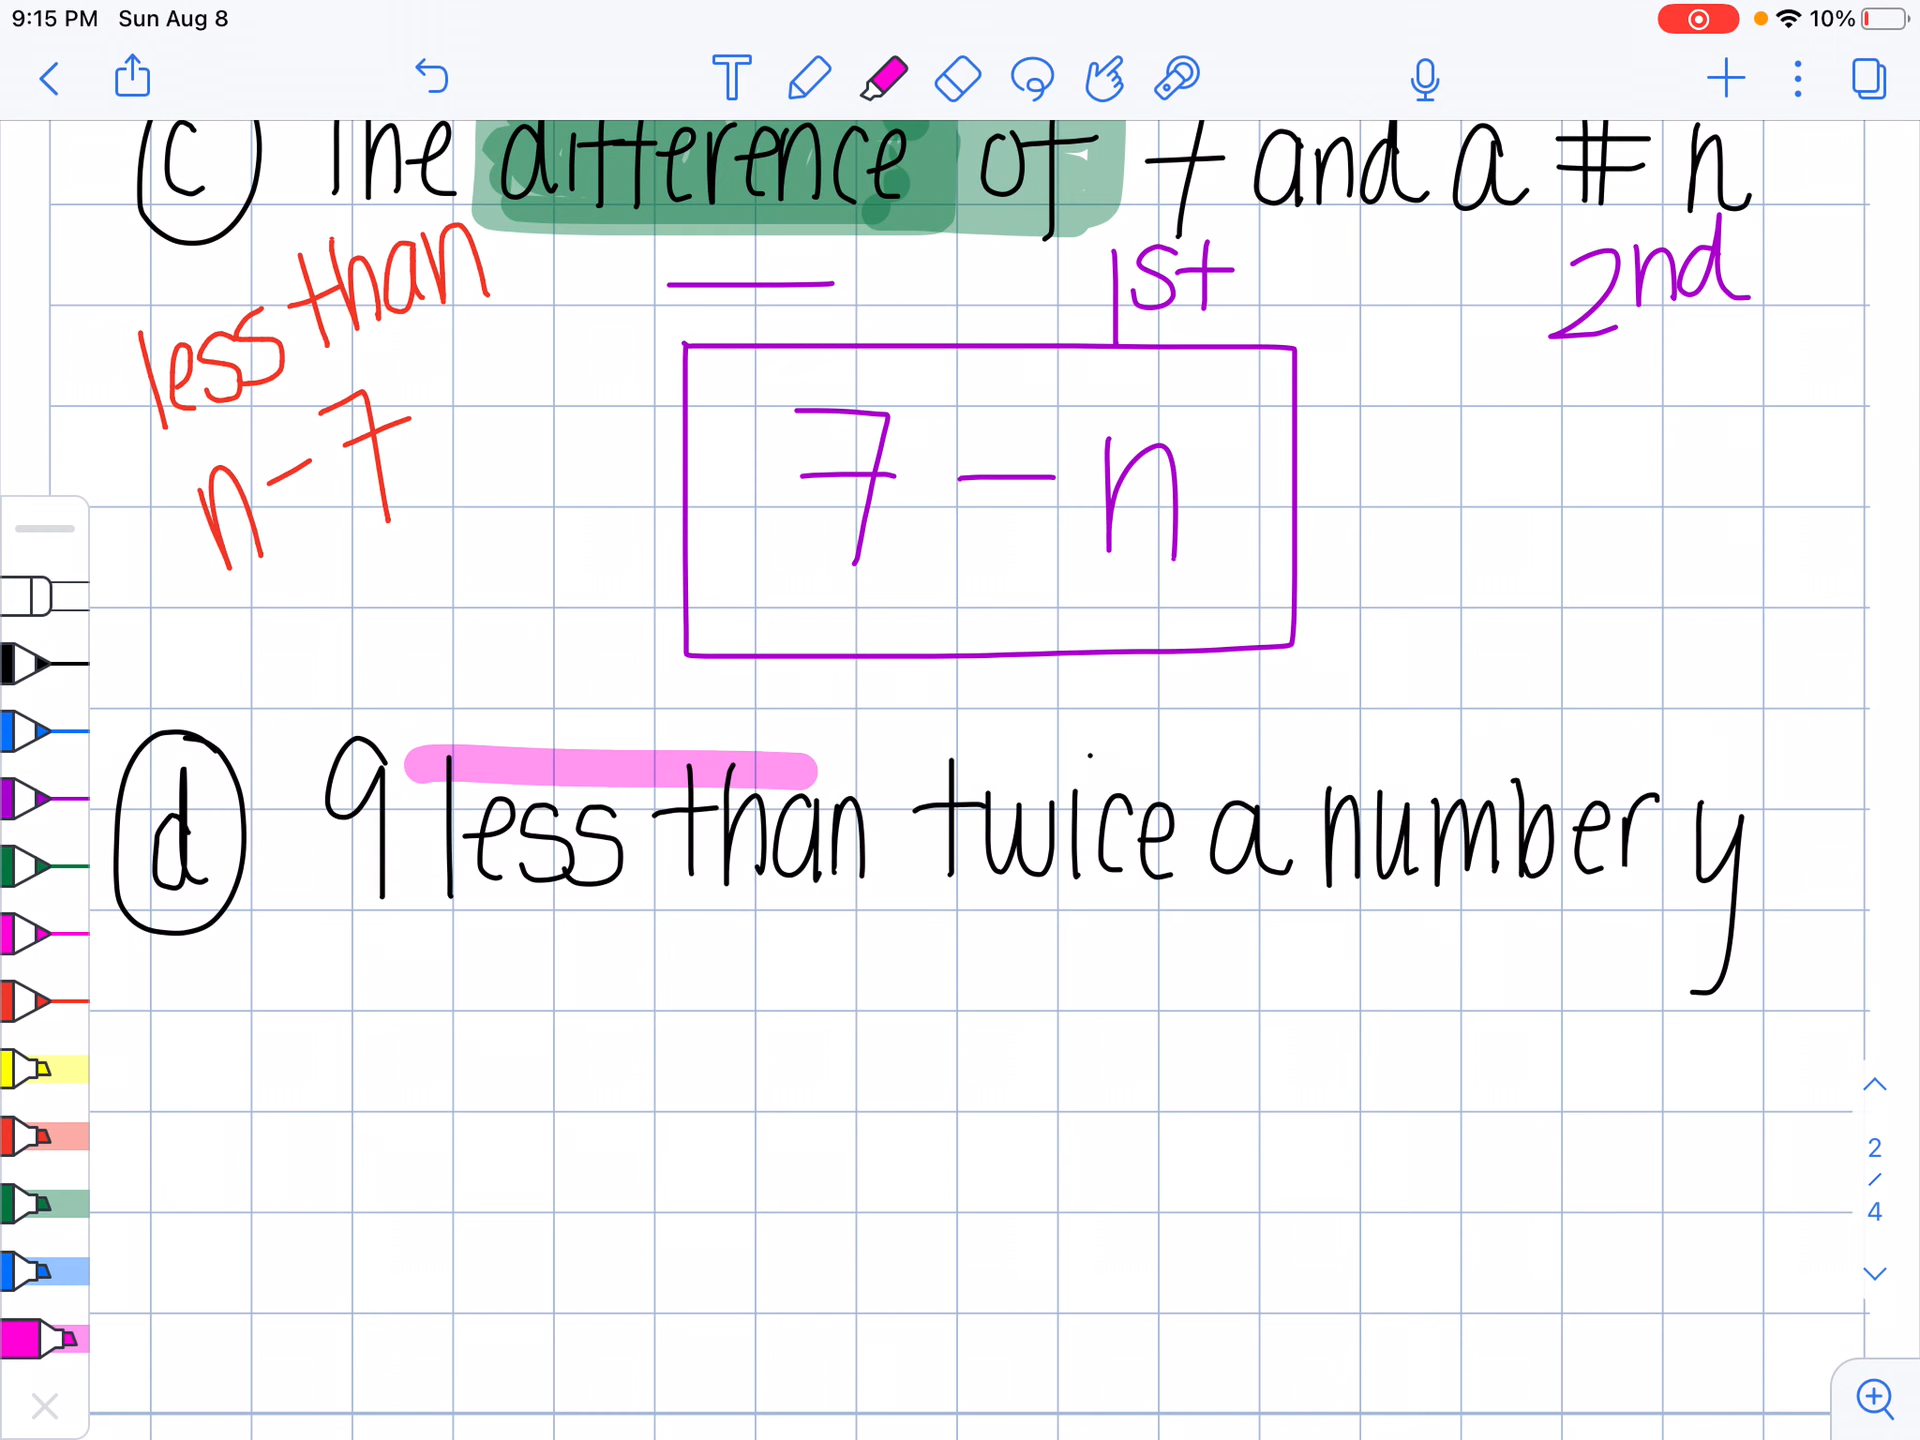 9:15 PM Sun Aug 8
10%
c The difference of 7 and a # n
less than
1st
2nd
n - 7
7 - n
d 9 less than twice a number y
2
/
4